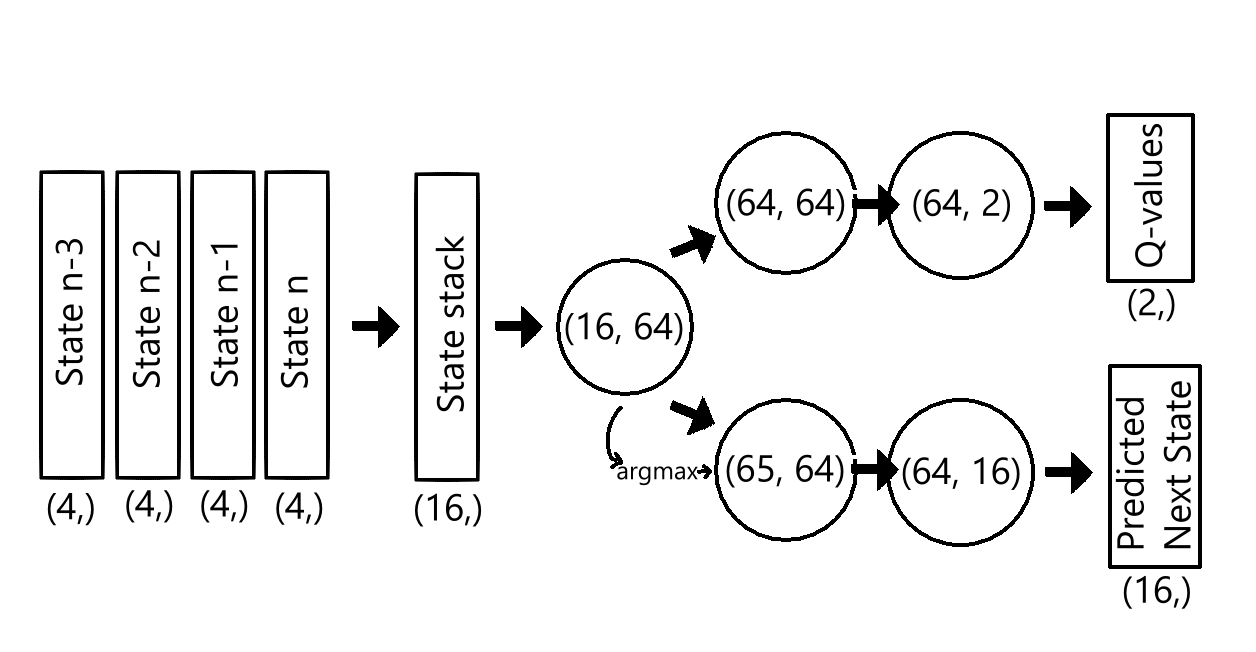 State n-3
(4,)
State n-2
(4,)
State n-1
(4,)
State n
(4,)
State stack
(16,)
(16, 64)
argmax
(64, 64)
(64, 2)
Q-values
(2,)
(65, 64)
(64, 16)
Predicted
Next State
(16,)